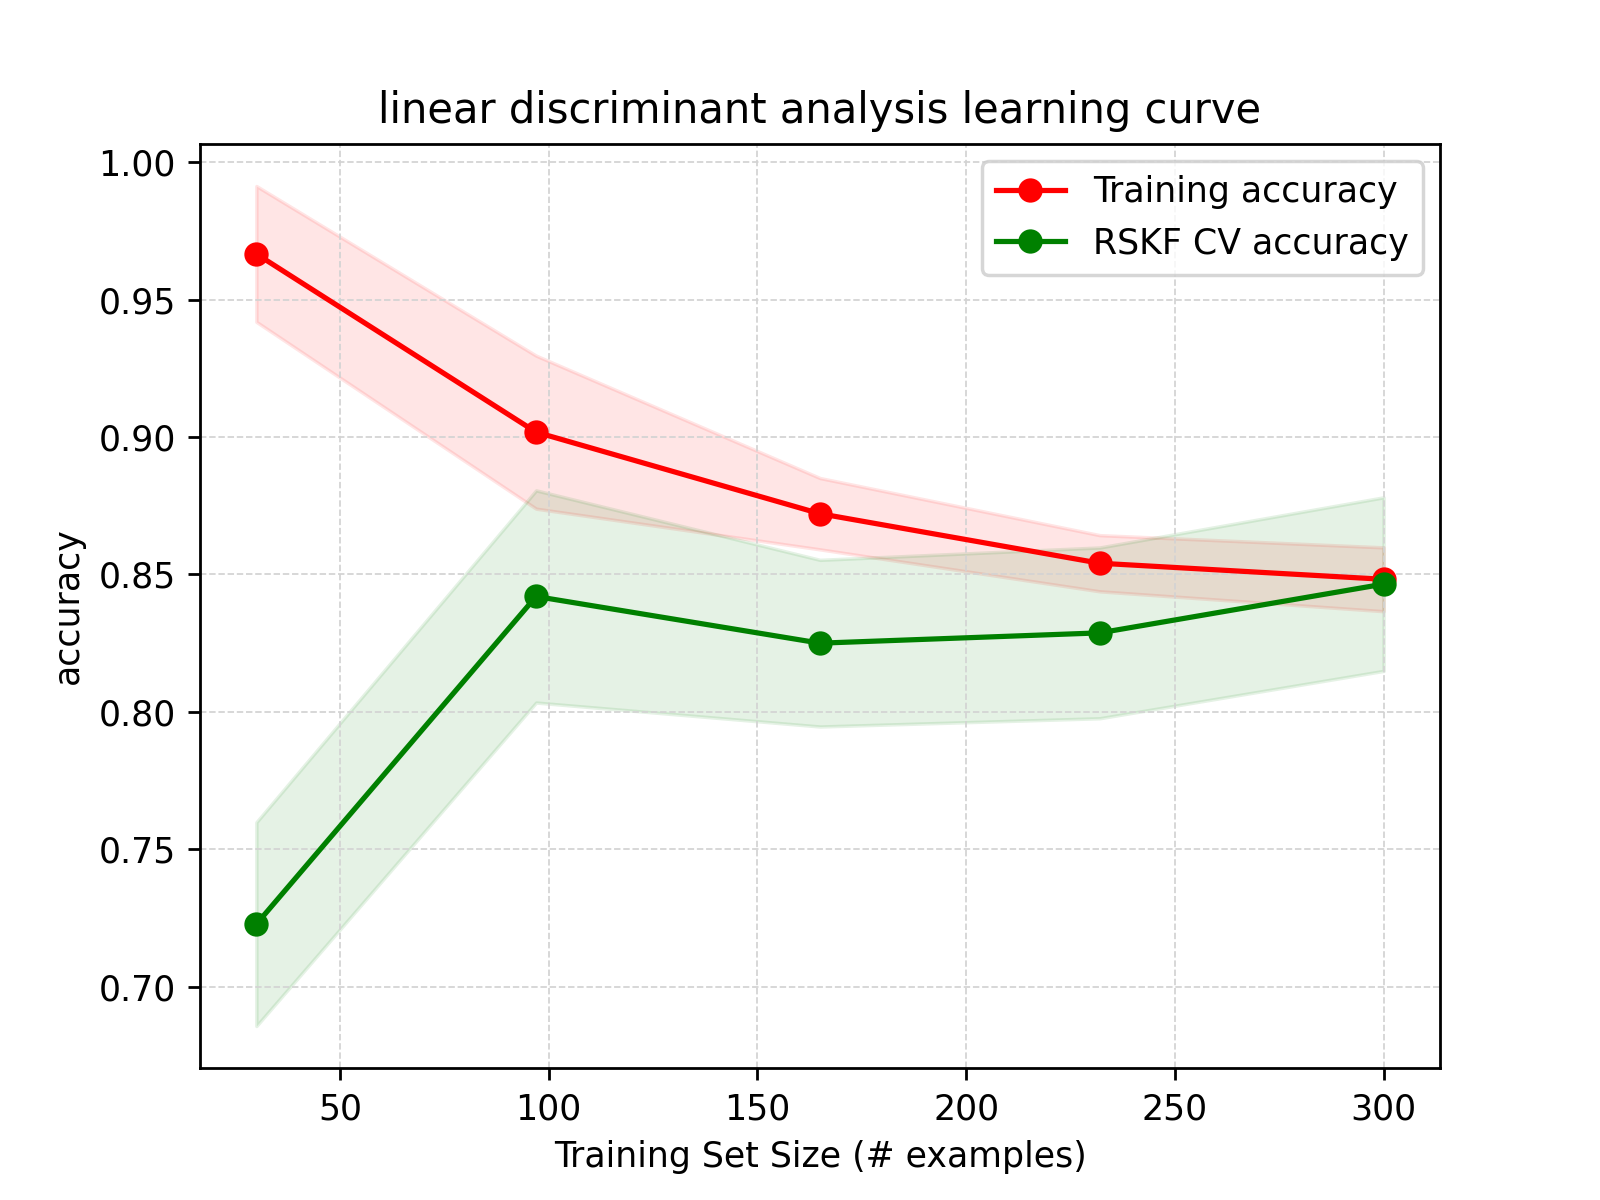 linear discriminant analysis learning curve
1.00
0.95
0.90
0.85
0.80
0.75
0.70
accuracy
Training accuracy
RSKF CV accuracy
50 100 150 200 250 300
Training Set Size (# examples)